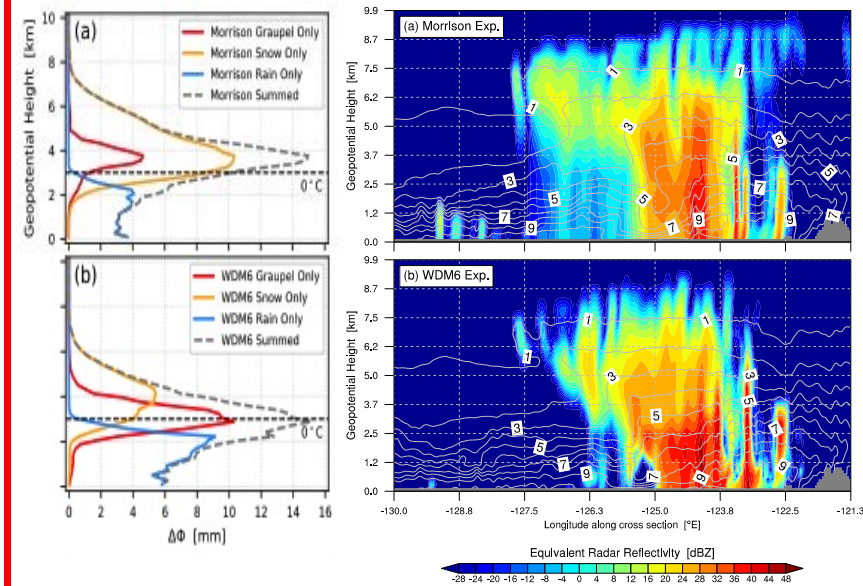 (a)
Morrison Graupel Only
Morrison Snow Only
Morrison Rain Only
Morrison Summed
Geopotential Height [km]
10
8
6
4
2
0
0°C
(b)
WDM6 Graupel Only
WDM6 Snow Only
WDM6 Rain Only
WDM6 Summed
0°C
0 2 4 6 8 10 12 14 16
ΔΦ [mm]
(a) Morrison Exp.
Geopotential Height [km]
9.9
8.7
7.5
6.2
5.0
3.7
2.5
1.2
0.0
1 1
1
3
3
5
3
5
5
5
7
7
7
9
7
9
7
(b) WDM6 Exp.
Geopotential Height [km]
9.9
8.7
7.5
6.2
5.0
3.7
2.5
1.2
0.0
1 1
1
3
3
5
3
5
5
7
7
9
7
9
9
-130.0 -128.8 -127.5 -126.3 -125.0 -123.8 -122.5 -121.3
Longitude along cross section [°E]
Equivalent Radar Reflectivity [dBZ]
-28 -24 -20 -16 -12 -8 -4 0 4 8 12 16 20 24 28 32 36 40 44 48